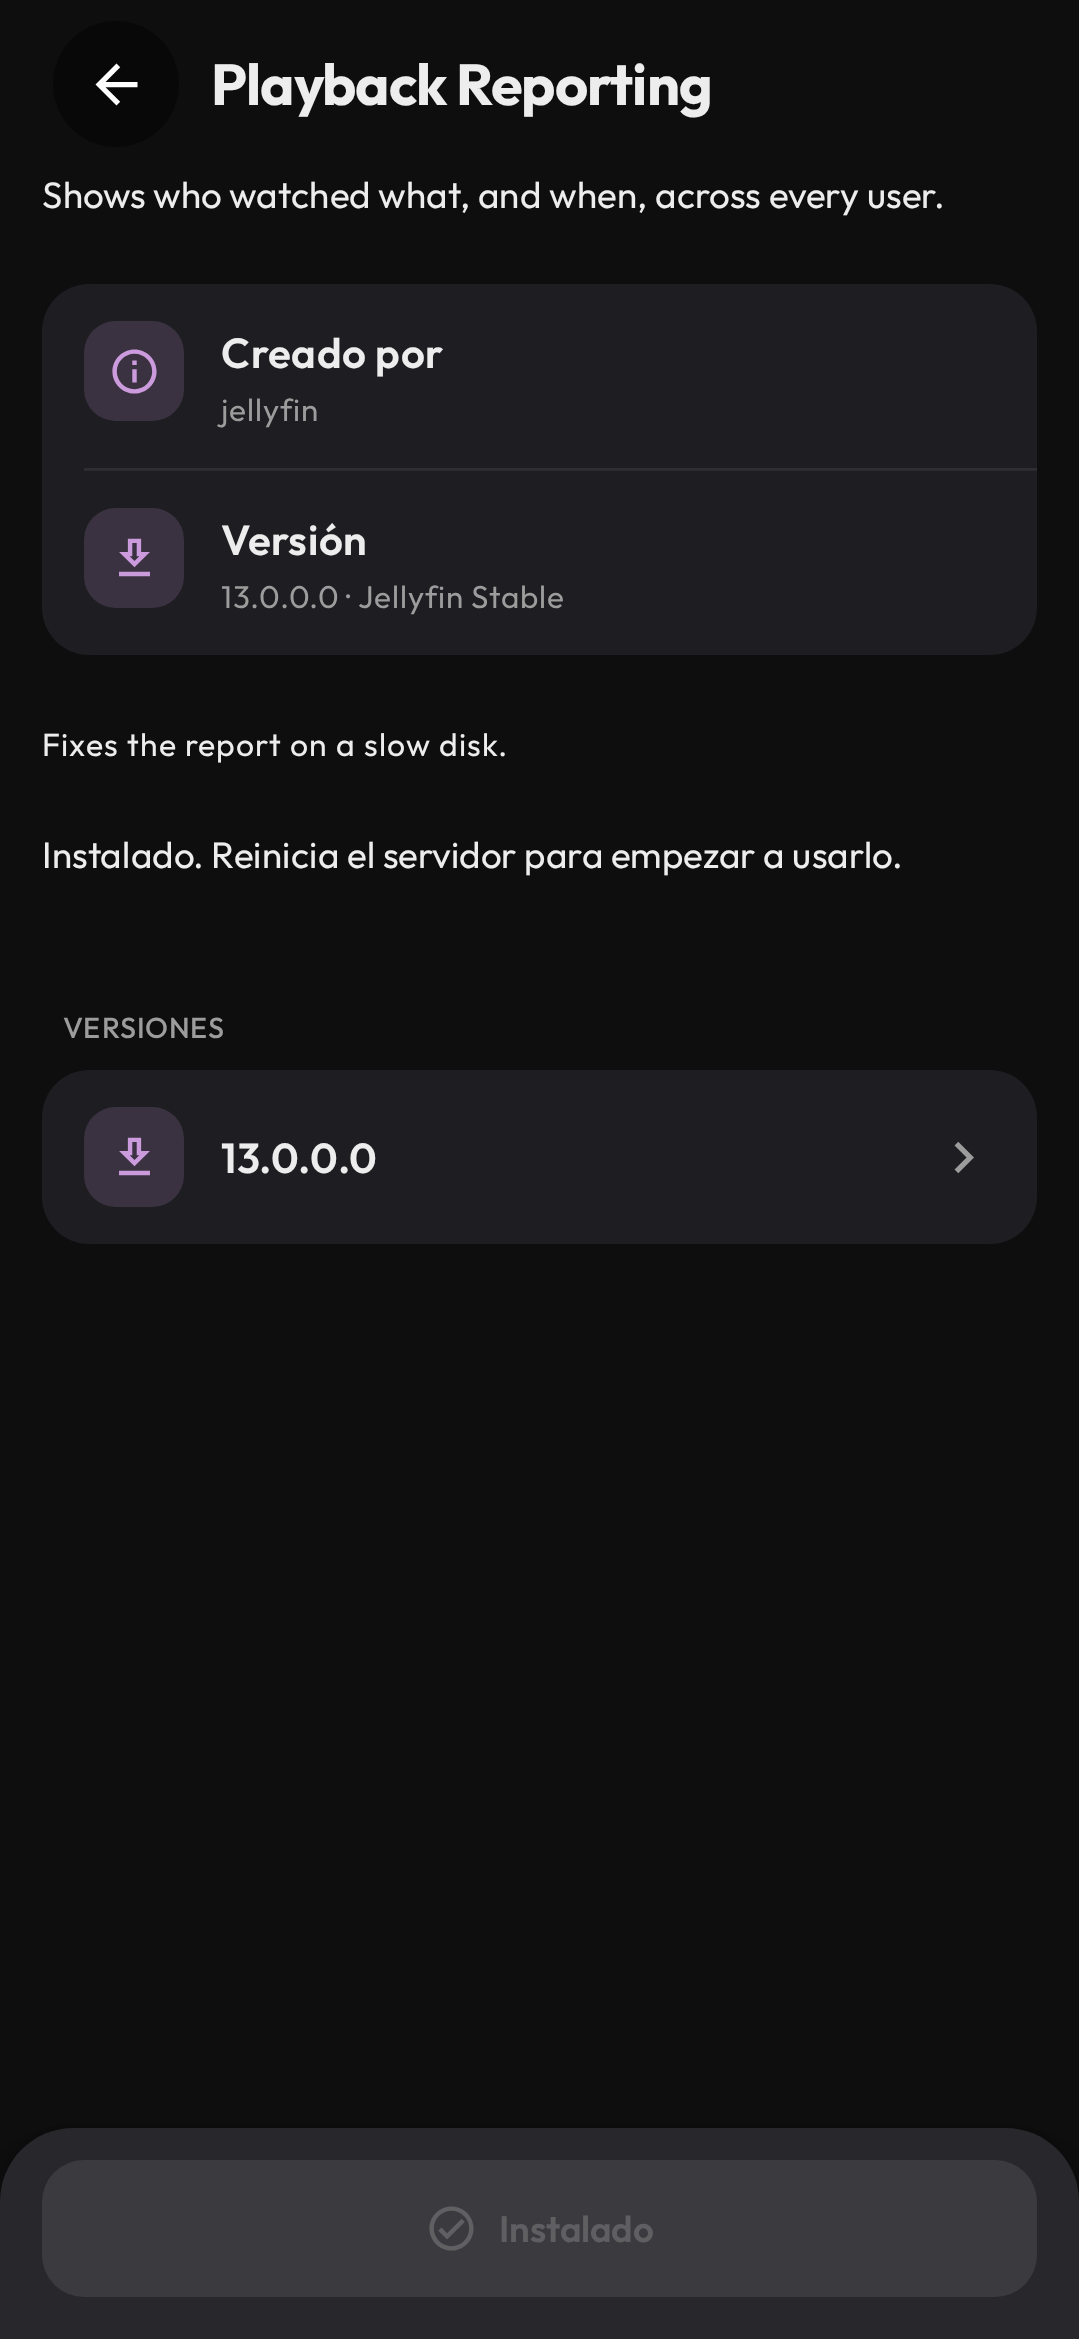 Playback Reporting
Shows who watched what, and when, across every user.
Creado por
jellyfin
Versión
13.0.0.0 · Jellyfin Stable
Fixes the report on a slow disk.
Instalado. Reinicia el servidor para empezar a usarlo.
VERSIONES
13.0.0.0
Instalado